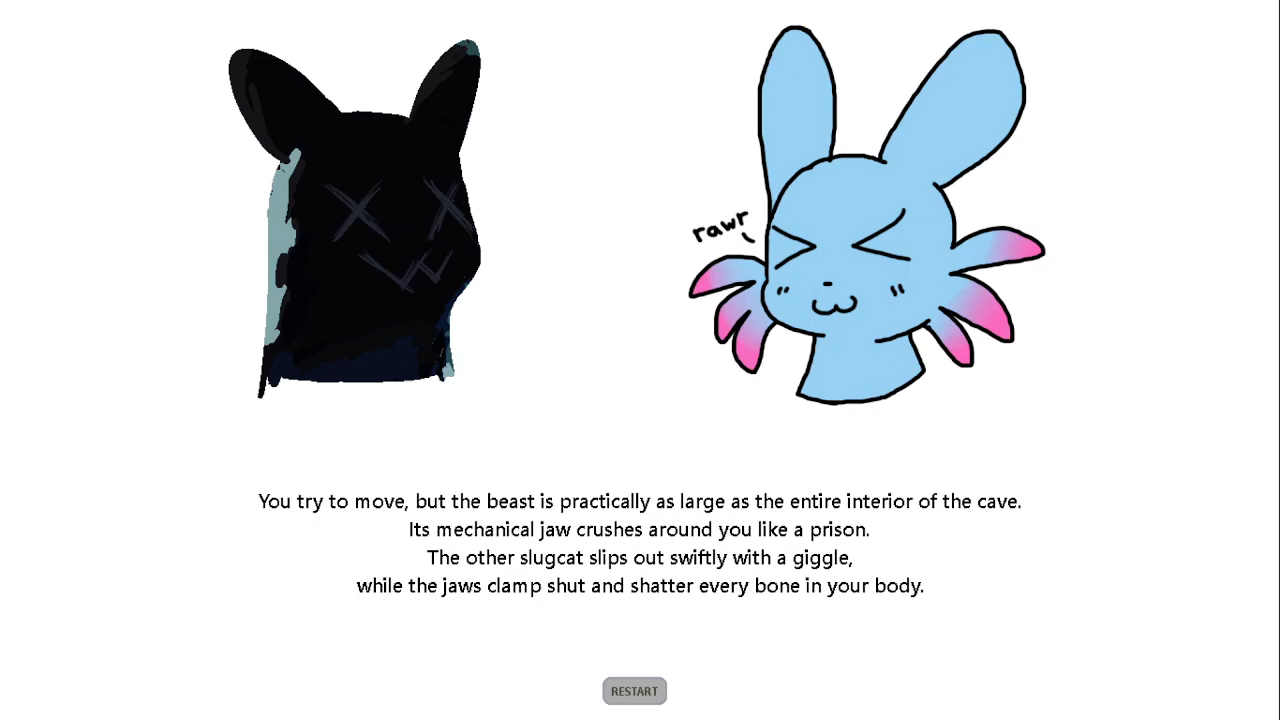 rawr
You try to move, but the beast is practically as large as the entire interior of the cave.
Its mechanical jaw crushes around you like a prison.
The other slugcat slips out swiftly with a giggle,
while the jaws clamp shut and shatter every bone in your body.
RESTART